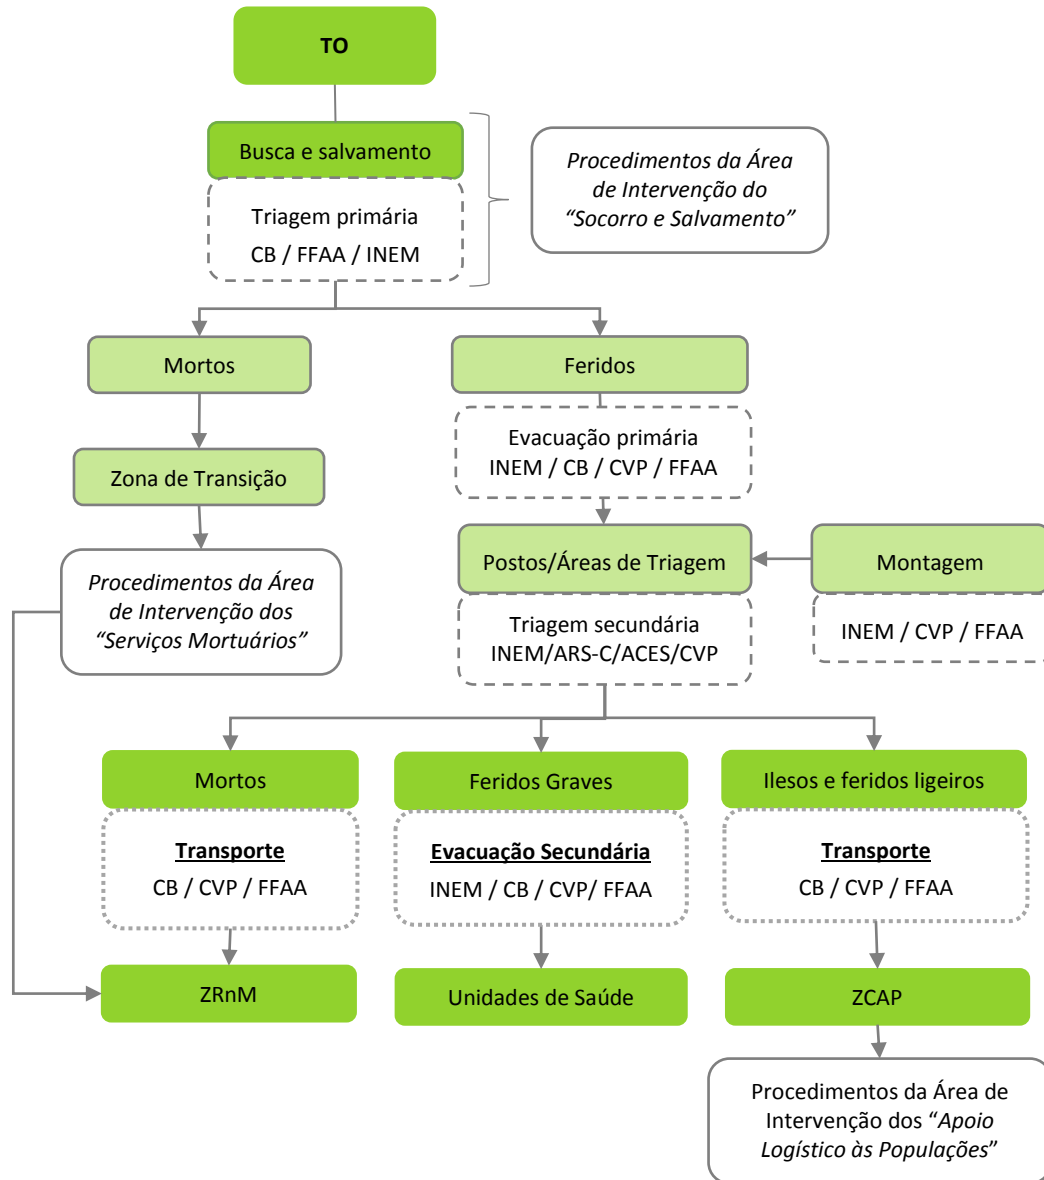 TO
Busca e salvamento
Triagem primária
CB / FFAA / INEM
Procedimentos da Área
de Intervenção do
“Socorro e Salvamento”
Mortos
Feridos
Evacuação primária
INEM / CB / CVP / FFAA
Zona de Transição
Postos/Áreas de Triagem
Montagem
Procedimentos da Área
de Intervenção dos
“Serviços Mortuários”
Triagem secundária
INEM/ARS-C/ACES/CVP
INEM / CVP / FFAA
Mortos
Feridos Graves
Ilesos e feridos ligeiros
Transporte
CB / CVP / FFAA
Evacuação Secundária
INEM / CB / CVP/ FFAA
Transporte
CB / CVP / FFAA
ZRnM
Unidades de Saúde
ZCAP
Procedimentos da Área de
Intervenção dos “Apoio
Logístico às Populações”